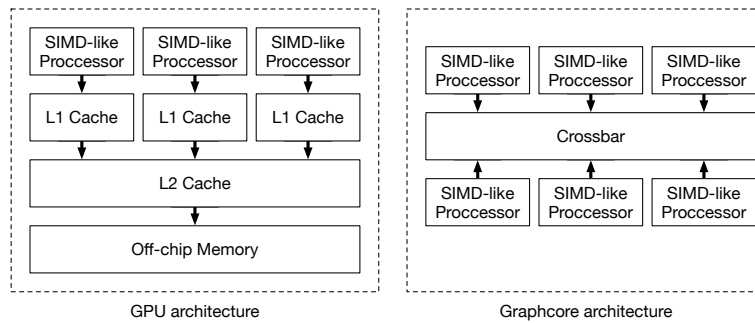 SIMD-like
Proccessor
SIMD-like
Proccessor
SIMD-like
Proccessor
L1 Cache
L1 Cache
L1 Cache
L2 Cache
Off-chip Memory
GPU architecture
SIMD-like
Proccessor
SIMD-like
Proccessor
SIMD-like
Proccessor
Crossbar
SIMD-like
Proccessor
SIMD-like
Proccessor
SIMD-like
Proccessor
Graphcore architecture